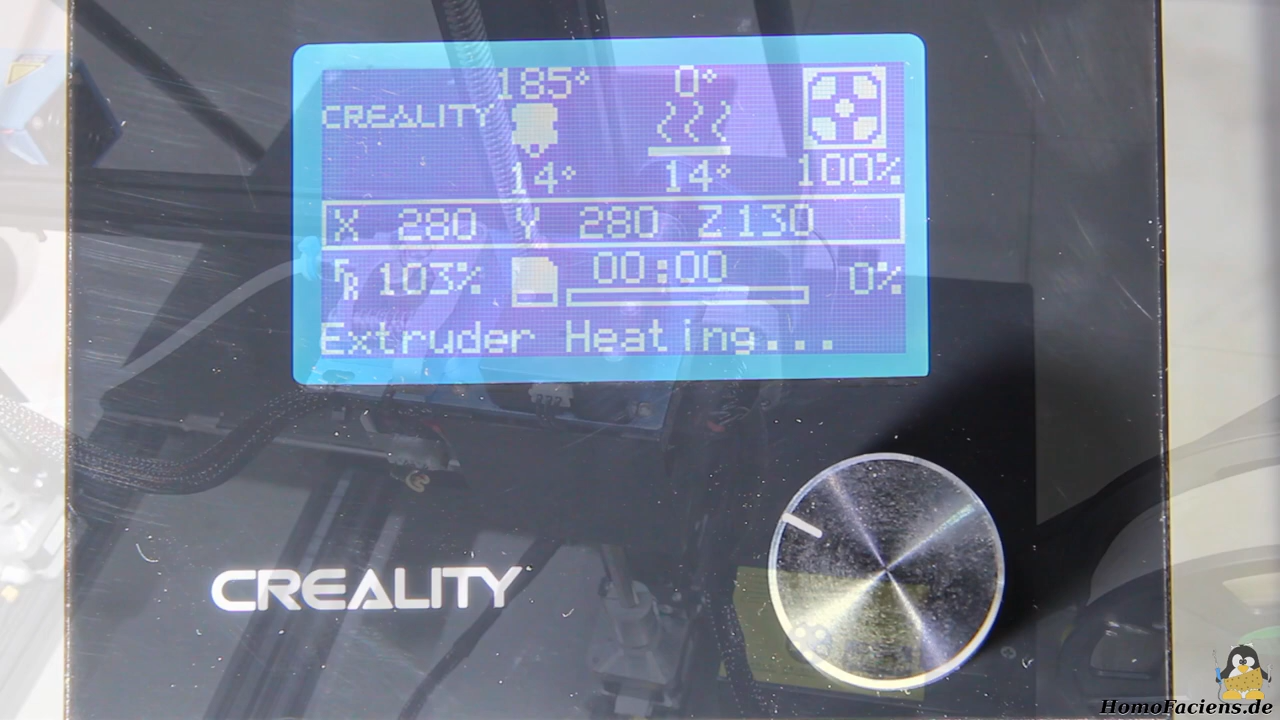 185° 0°
CREALITY
14° 14° 100%
X 280 Y 280 Z 130
103% 00:00 0%
Extruder Heating...
CREALITY
HomoFaciens.de